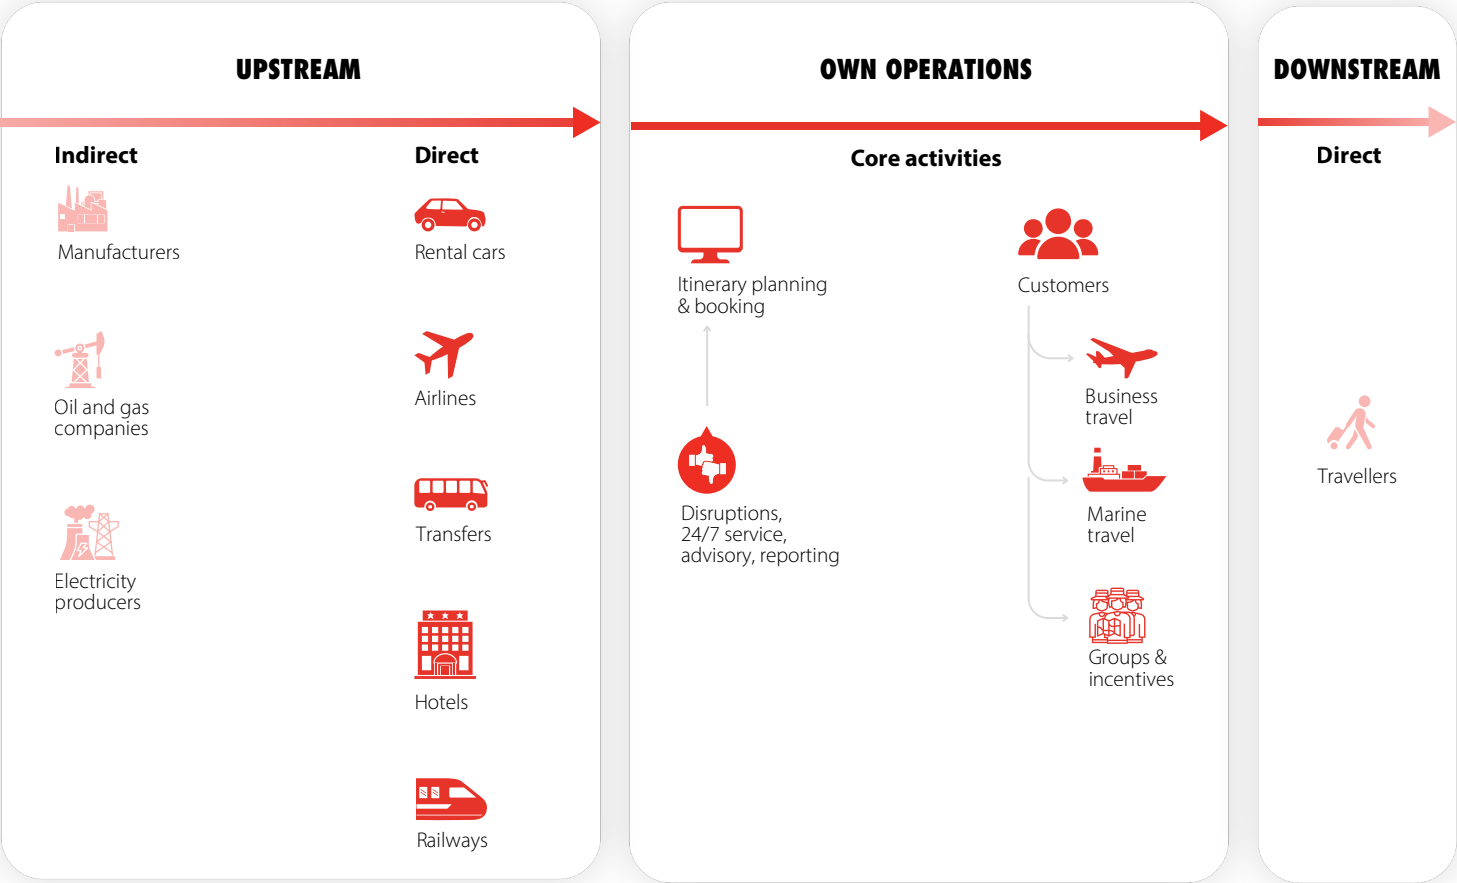 UPSTREAM
Indirect
Manufacturers
Oil and gas
companies
Electricity
producers
Direct
Rental cars
Airlines
Transfers
Hotels
Railways
OWN OPERATIONS
Core activities
Itinerary planning
& booking
Disruptions,
24/7 service,
advisory, reporting
Customers
Business
travel
Marine
travel
Groups &
incentives
DOWNSTREAM
Direct
Travellers